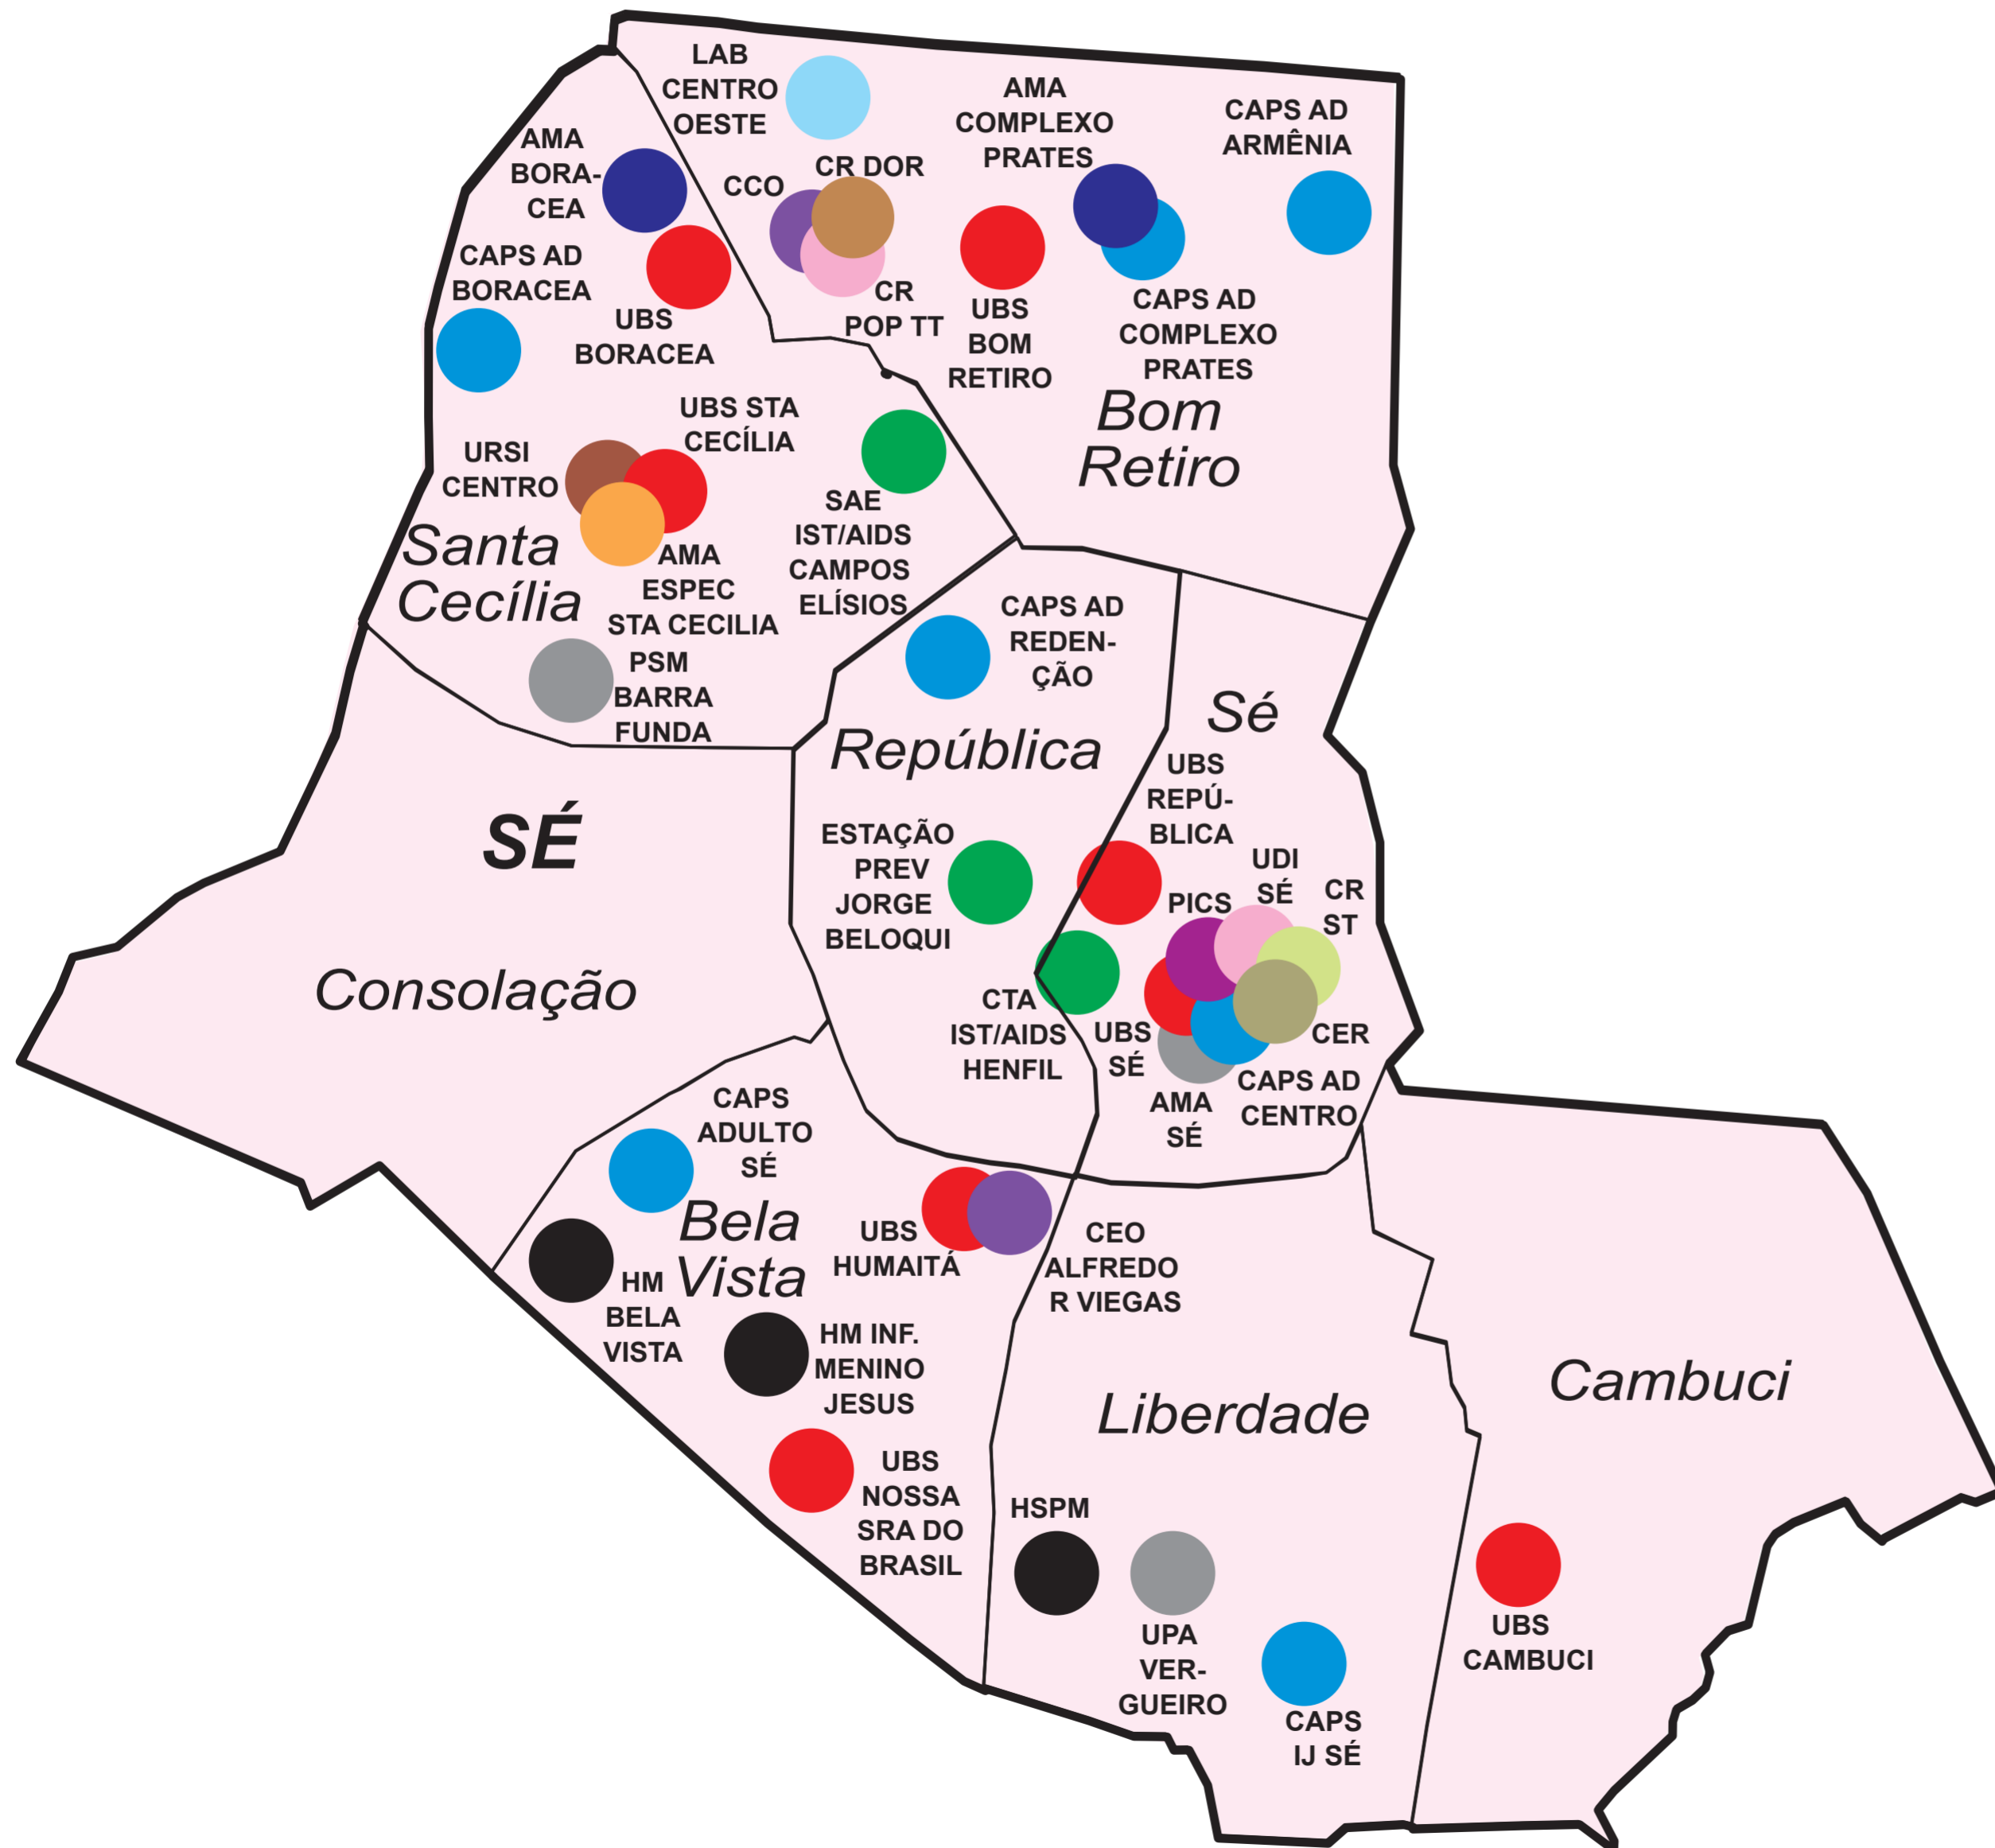 LAB
CENTRO
OESTE
AMA
COMPLEXO
PRATES
CAPS AD
ARMÊNIA
AMA
BORA-
CEA
CCO
CR DOR
CR
POP TT
UBS
BOM
RETIRO
CAPS AD
COMPLEXO
PRATES
Bom
Retiro
CAPS AD
BORACEA
UBS
BORACEA
UBS STA
CECÍLIA
URSI
CENTRO
SAE
IST/AIDS
CAMPOS
ELÍSIOS
Santa
Cecília
AMA
ESPEC
STA CECILIA
PSM
BARRA
FUNDA
CAPS AD
REDEN-
ÇÃO
República
Sé
UBS
REPÚ-
BLICA
SÉ
Consolação
ESTAÇÃO
PREV
JORGE
BELOQUI
UDI
SÉ
CR
ST
PICS
CTA
IST/AIDS
HENFIL
UBS
SÉ
CER
CAPS AD
CENTRO
AMA
SÉ
CAPS
ADULTO
SÉ
Bela
Vista
UBS
HUMAITÁ
CEO
ALFREDO
R VIEGAS
HM
BELA
VISTA
HM INF.
MENINO
JESUS
UBS
NOSSA
SRA DO
BRASIL
Liberdade
Cambuci
HSPM
UPA
VER-
GUEIRO
CAPS
IJ SÉ
UBS
CAMBUCI